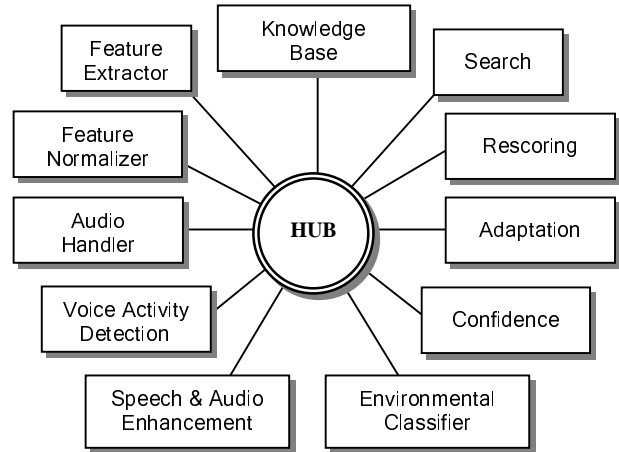 Knowledge
Base
Feature
Extractor
Search
Feature
Normalizer
Rescoring
Audio
Handler
HUB
Adaptation
Voice Activity
Detection
Confidence
Speech & Audio
Enhancement
Environmental
Classifier